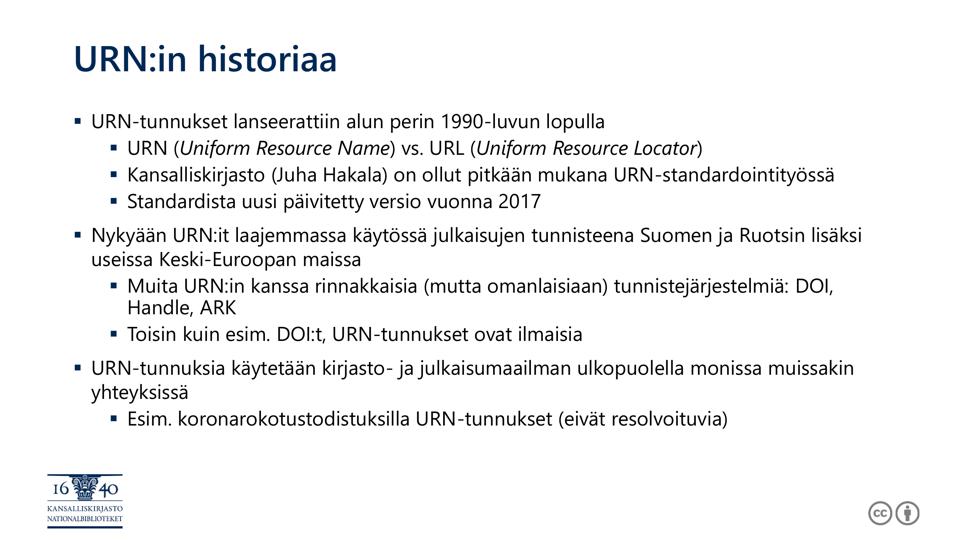 URN:in historiaa
▪ URN-tunnukset lanseerattiin alun perin 1990-luvun lopulla
▪ URN (Uniform Resource Name) vs. URL (Uniform Resource Locator)
▪ Kansalliskirjasto (Juha Hakala) on ollut pitkään mukana URN-standardointityössä
▪ Standardista uusi päivitetty versio vuonna 2017
▪ Nykyään URN:it laajemmassa käytössä julkaisujen tunnisteena Suomen ja Ruotsin lisäksi
useissa Keski-Euroopan maissa
▪ Muita URN:in kanssa rinnakkaisia (mutta omanlaisiaan) tunnistejärjestelmiä: DOI,
Handle, ARK
▪ Toisin kuin esim. DOI:t, URN-tunnukset ovat ilmaisia
▪ URN-tunnuksia käytetään kirjasto- ja julkaisumaailman ulkopuolella monissa muissakin
yhteyksissä
▪ Esim. koronarokotustodistuksilla URN-tunnukset (eivät resolvoituvia)
16 40
KANSALLISKIRJASTO
NATIONALBIBLIOTEKET
cc